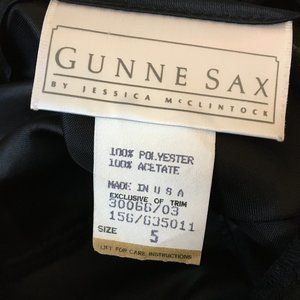 GUNNE SAX
BY JESSICA McCLINTOCK
100% POLYESTER
100% ACETATE
MADE IN U S A
EXCLUSIVE OF TRIM
30066/03
156/635011
SIZE 5
LIFT FOR CARE INSTRUCTIONS